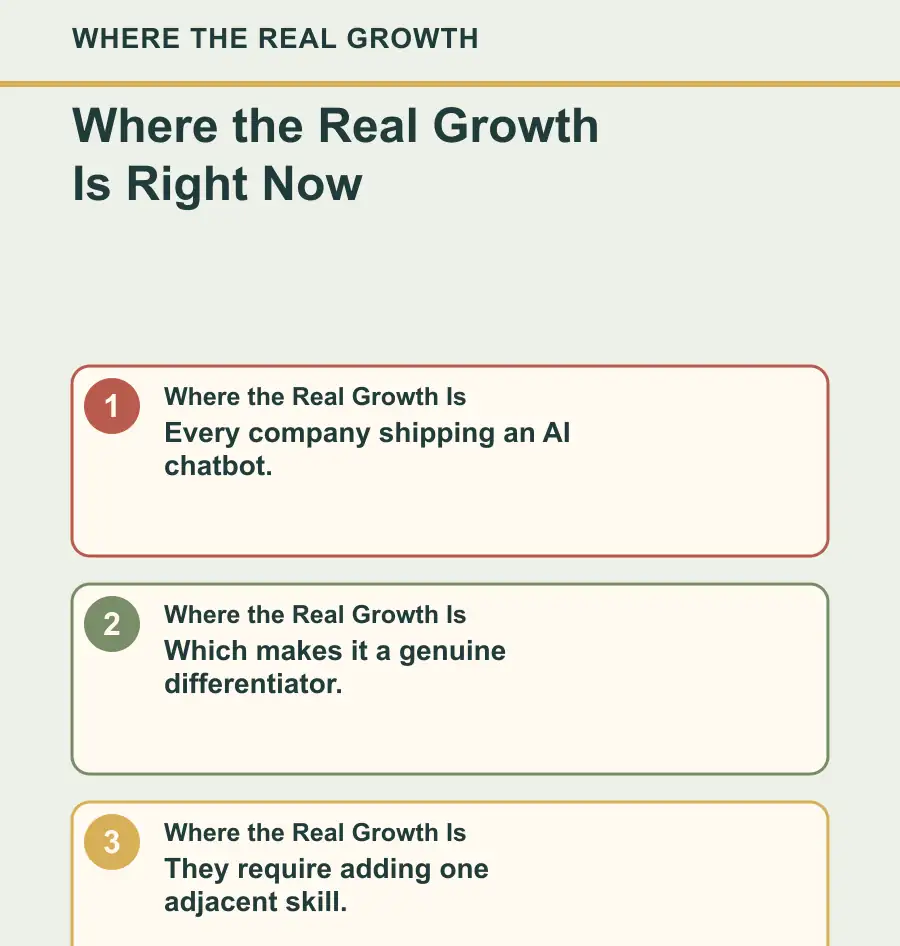 WHERE THE REAL GROWTH
Where the Real Growth
Is Right Now
1
Where the Real Growth Is
Every company shipping an AI
chatbot.
2
Where the Real Growth Is
Which makes it a genuine
differentiator.
3
Where the Real Growth Is
They require adding one
adjacent skill.